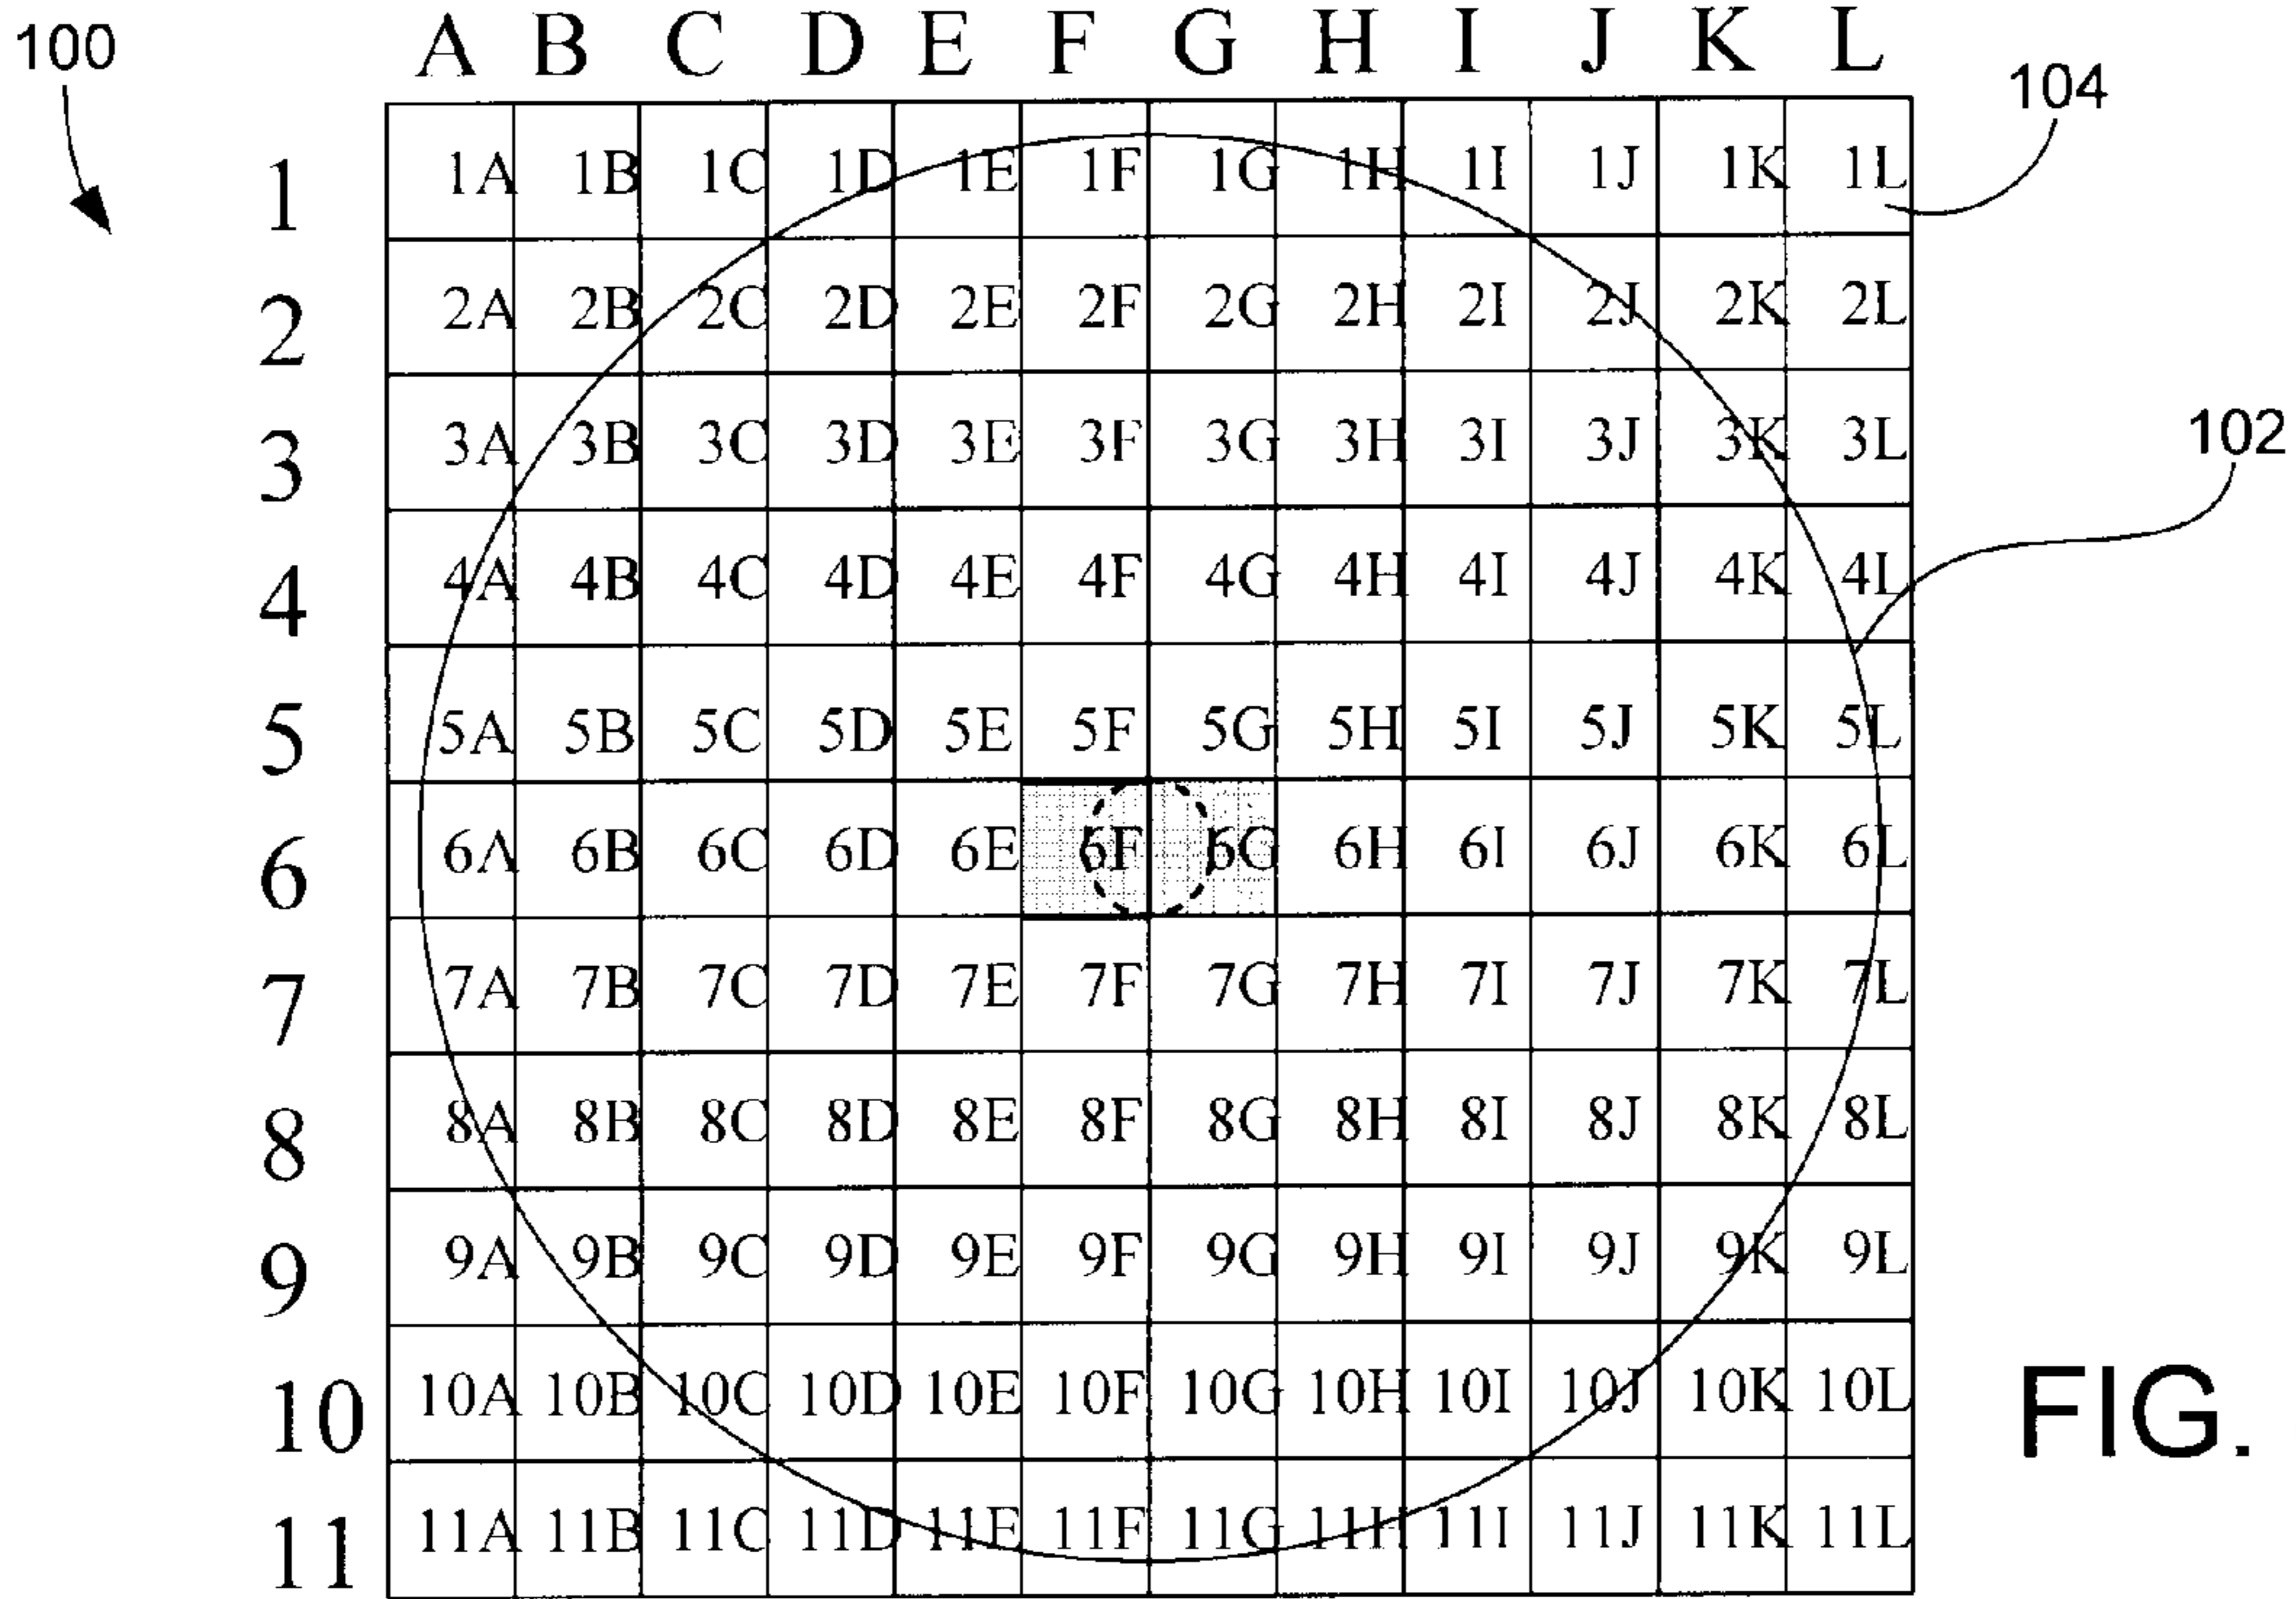 100
A B C D E F G H I J K L
104
1 1A 1B 1C 1D 1E 1F 1G 1H 1I 1J 1K 1L
2 2A 2B 2C 2D 2E 2F 2G 2H 2I 2J 2K 2L
102
3 3A 3B 3C 3D 3E 3F 3G 3H 3I 3J 3K 3L
4 4A 4B 4C 4D 4E 4F 4G 4H 4I 4J 4K 4L
5 5A 5B 5C 5D 5E 5F 5G 5H 5I 5J 5K 5L
6 6A 6B 6C 6D 6E 6F 6G 6H 6I 6J 6K 6L
7 7A 7B 7C 7D 7E 7F 7G 7H 7I 7J 7K 7L
8 8A 8B 8C 8D 8E 8F 8G 8H 8I 8J 8K 8L
9 9A 9B 9C 9D 9E 9F 9G 9H 9I 9J 9K 9L
10 10A 10B 10C 10D 10E 10F 10G 10H 10I 10J 10K 10L
FIG.
11 11A 11B 11C 11D 11E 11F 11G 11H 11I 11J 11K 11L